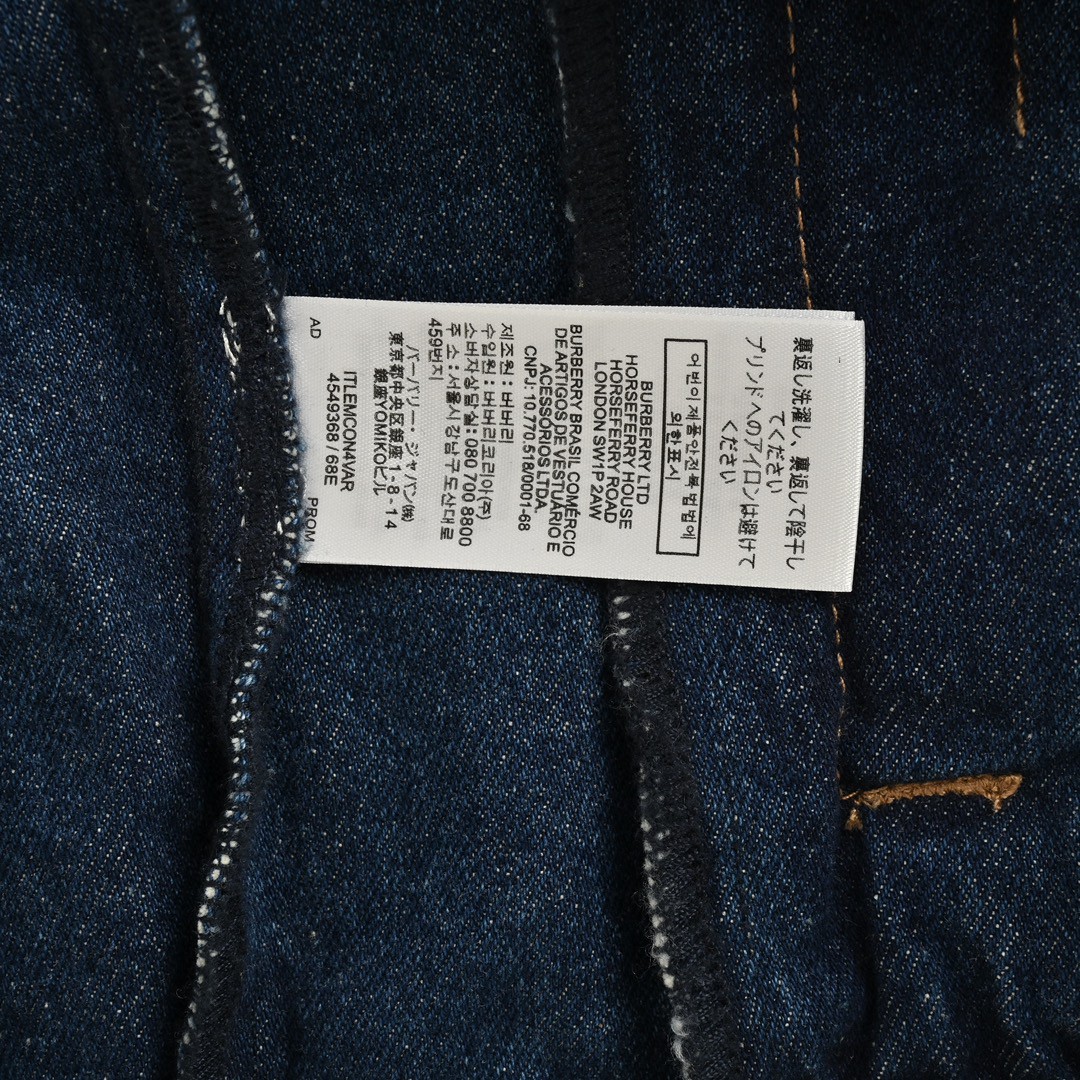 裏返し洗濯し、裏返して陰干し
てください
プリントへのアイロンは避けて
ください
어번이제품안전복법법에
의한표시
BURBERRY LTD
HORSEFERRY HOUSE
HORSEFERRY ROAD
LONDON SW1P 2AW
BURBERRY BRASIL COMÉRCIO
DE ARTIGOS DE VESTUÁRIO E
ACESSÓRIOS LTDA.
CNPJ: 10.770.518/0001-68
제조원 : 버버리
수입원 : 버버리코리아(주)
소버자상담실 : 080 700 8800
주 소 : 서울시 강남구 도산대로
459번지
バーバリー・ジャパン㈱
東京都中央区銀座1-8-14
銀座YOMIKOビル
ITLEMCON4VAR
4549368 / 68E
AD PROM